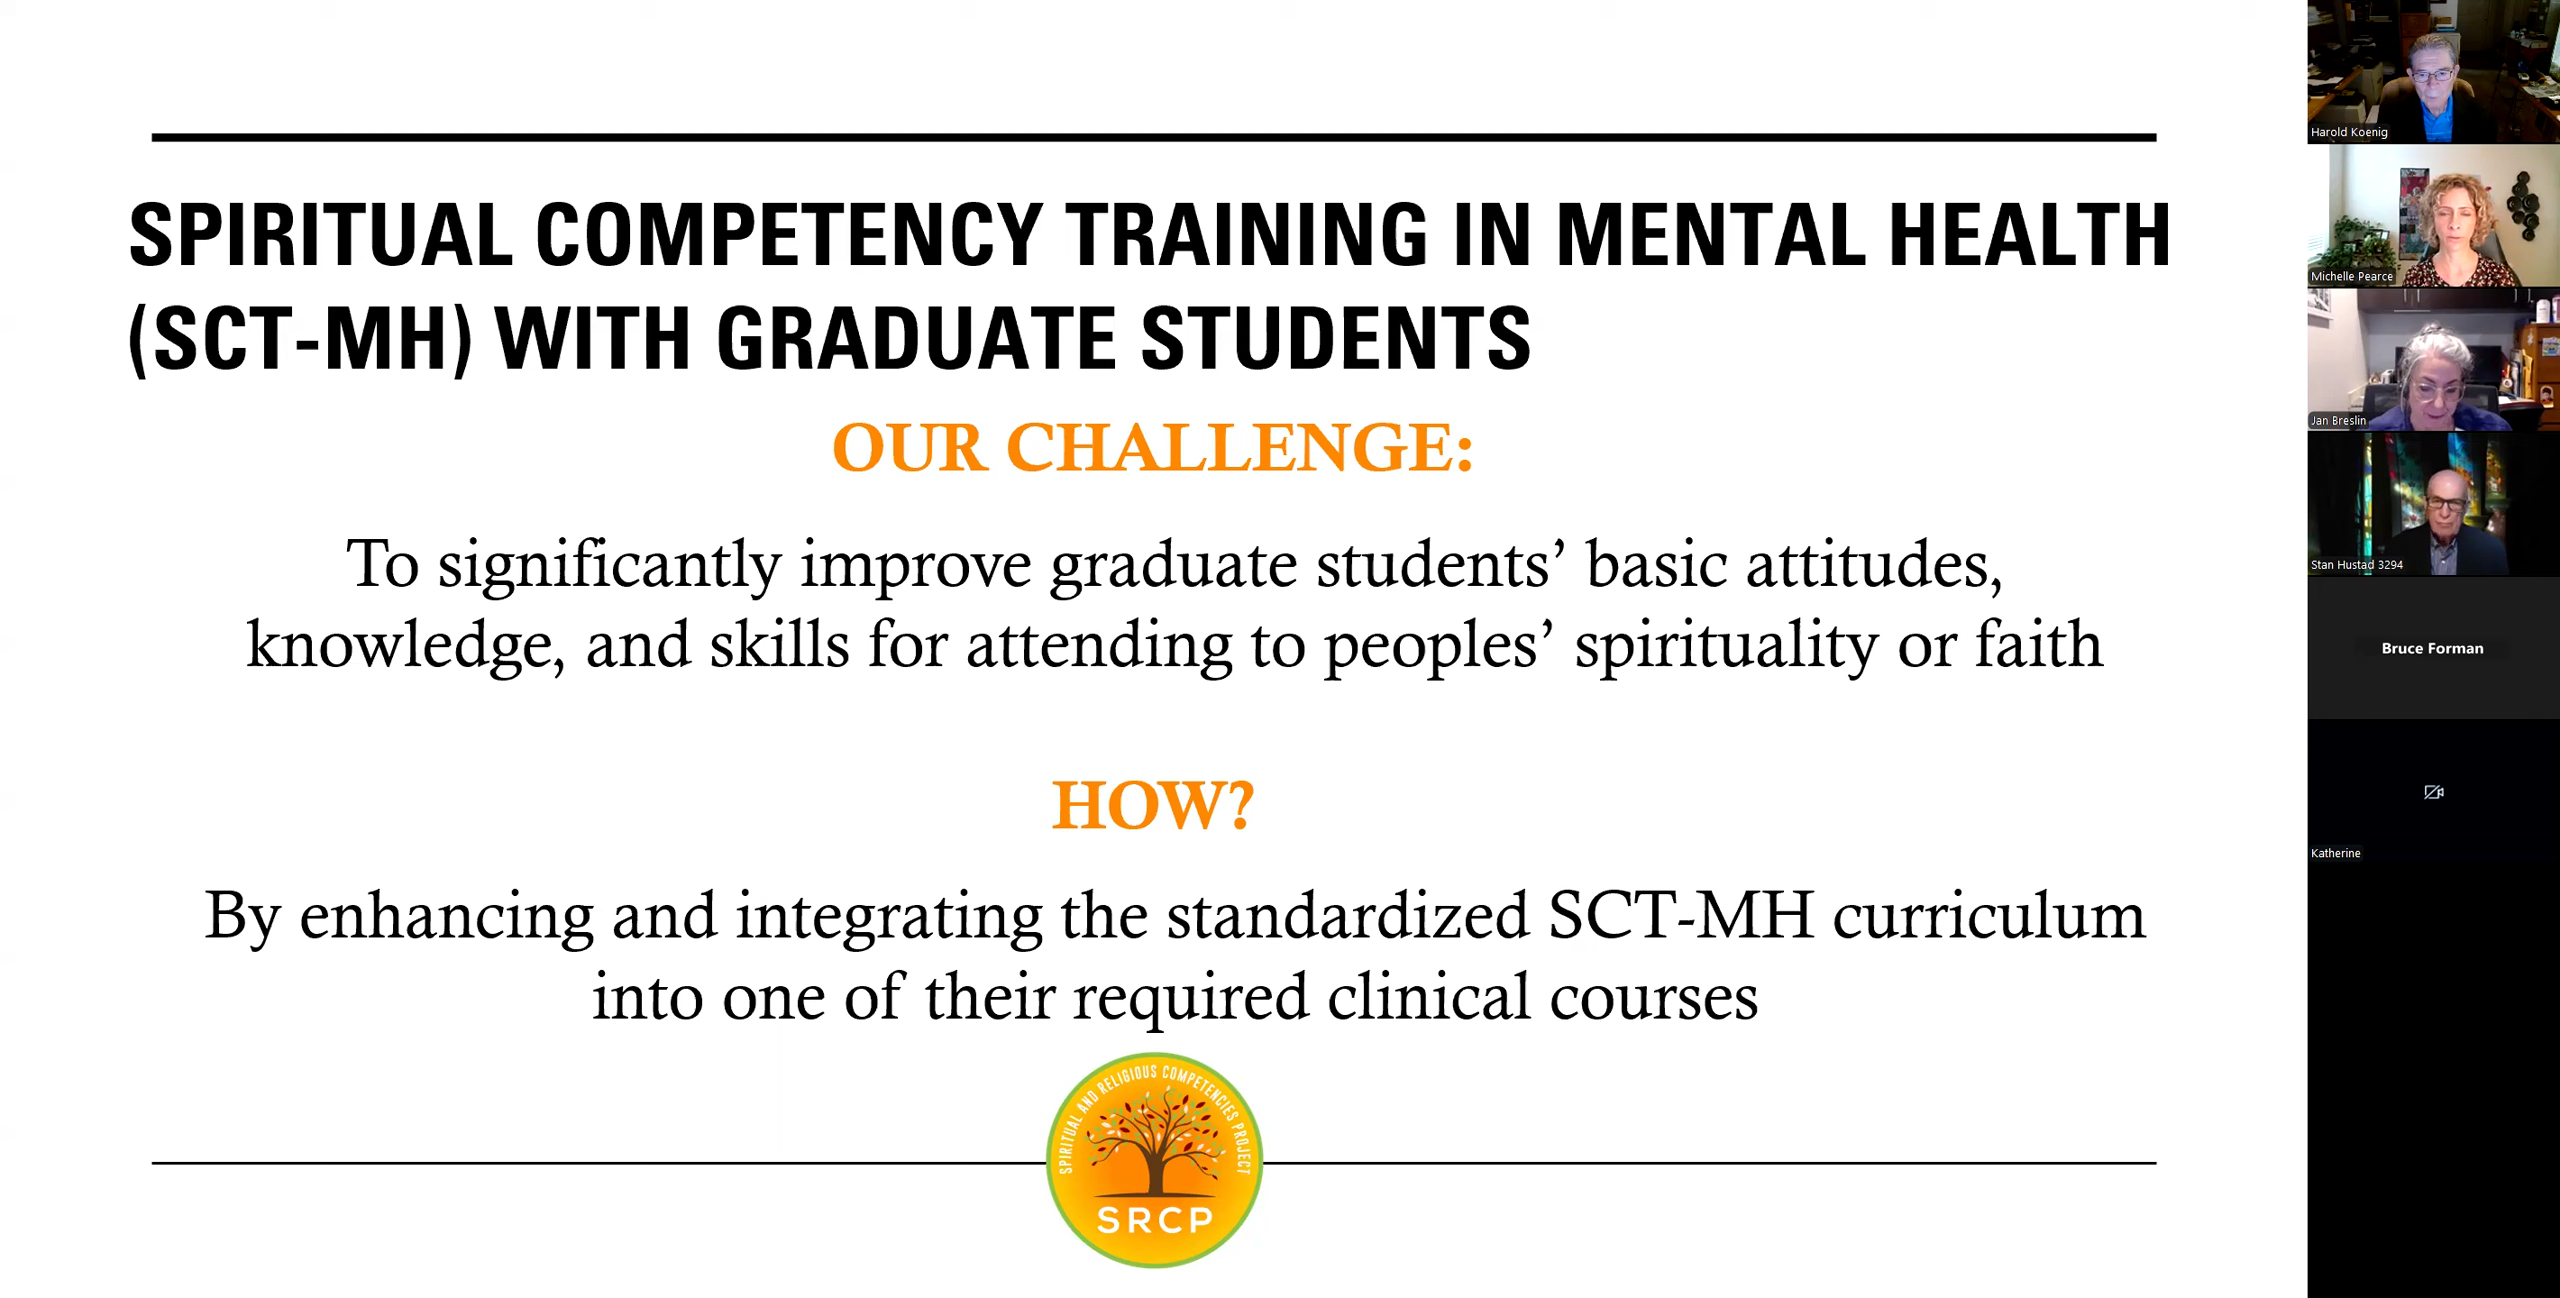 SPIRITUAL COMPETENCY TRAINING IN MENTAL HEALTH
(SCT-MH) WITH GRADUATE STUDENTS
OUR CHALLENGE:
To significantly improve graduate students’ basic attitudes,
knowledge, and skills for attending to peoples’ spirituality or faith
HOW?
By enhancing and integrating the standardized SCT-MH curriculum
into one of their required clinical courses
SPIRITUAL AND RELIGIOUS COMPETENCIES PROJECT
SRCP
Harold Koenig
Michelle Pearce
Jan Breslin
Stan Hustad 3294
Bruce Forman
Katherine